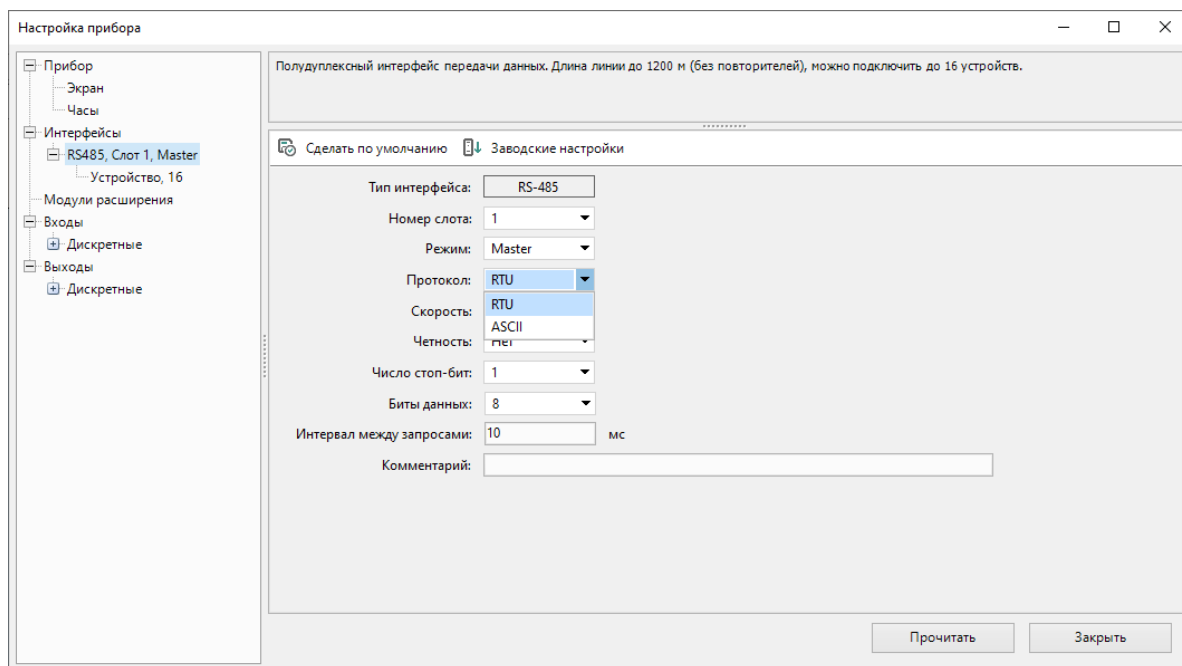 Настройка прибора
Прибор
Экран
Часы
Интерфейсы
RS485, Слот 1, Master
Устройство, 16
Модули расширения
Входы
Дискретные
Выходы
Дискретные
Полудуплексный интерфейс передачи данных. Длина линии до 1200 м (без повторителей), можно подключить до 16 устройств.
Сделать по умолчанию Заводские настройки
Тип интерфейса: RS-485
Номер слота: 1
Режим: Master
Протокол: RTU
RTU
Скорость:
ASCII
Четность: Нет
Число стоп-бит: 1
Биты данных: 8
Интервал между запросами: 10 мс
Комментарий:
Прочитать Закрыть